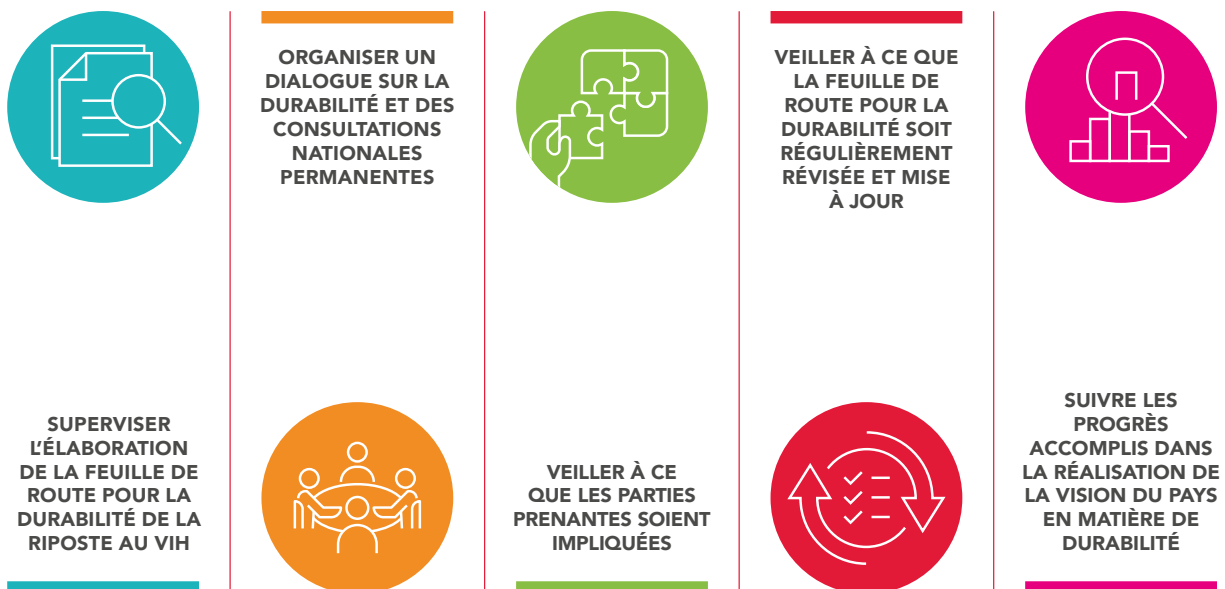 SUPERVISER
L'ÉLABORATION
DE LA FEUILLE DE
ROUTE POUR LA
DURABILITÉ DE LA
RIPOSTE AU VIH
ORGANISER UN
DIALOGUE SUR LA
DURABILITÉ ET DES
CONSULTATIONS
NATIONALES
PERMANENTES
VEILLER À CE
QUE LES PARTIES
PRENANTES SOIENT
IMPLIQUÉES
VEILLER À CE QUE
LA FEUILLE DE
ROUTE POUR LA
DURABILITÉ SOIT
RÉGULIÈREMENT
RÉVISÉE ET MISE
À JOUR
SUIVRE LES
PROGRÈS
ACCOMPLIS DANS
LA RÉALISATION DE
LA VISION DU PAYS
EN MATIÈRE DE
DURABILITÉ